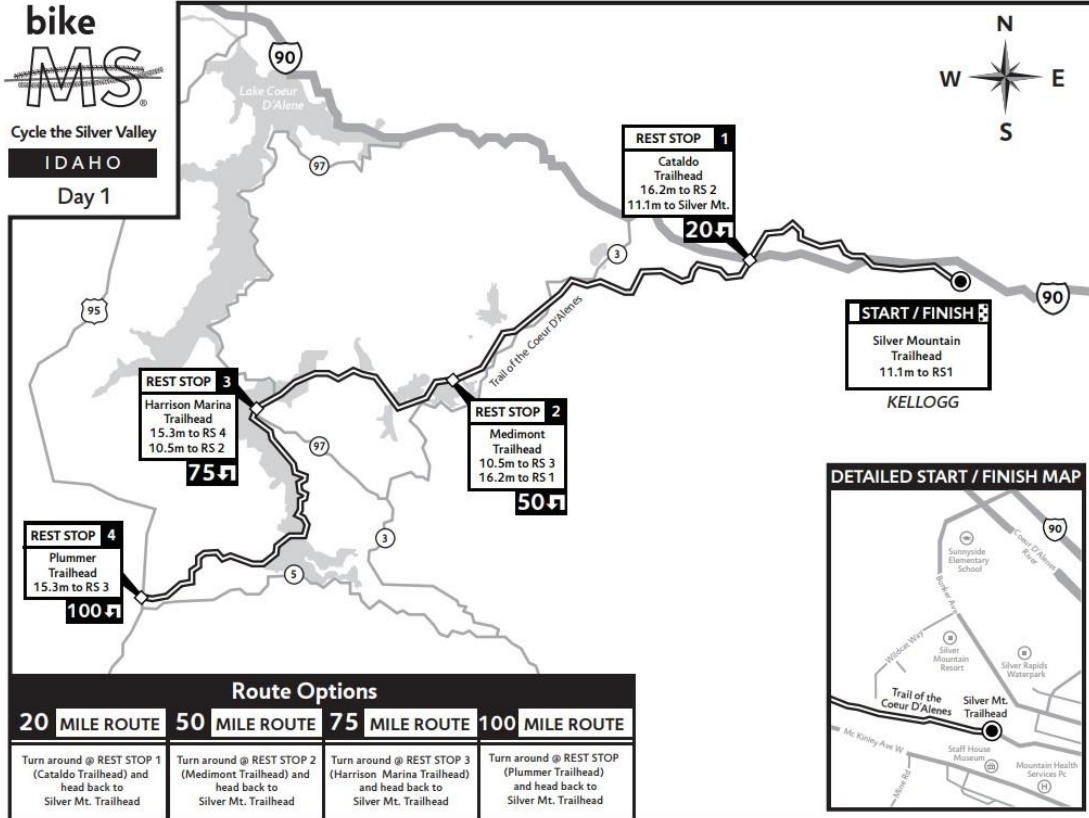 bike
MS®
Cycle the Silver Valley
IDAHO
Day 1
90
Lake Coeur
D'Alene
97
N
W E
S
REST STOP 1
Cataldo
Trailhead
16.2m to RS 2
11.1m to Silver Mt.
20
3
95
90
START / FINISH
Silver Mountain
Trailhead
11.1m to RS1
KELLOGG
Trail of the Coeur D'Alenes
REST STOP 3
Harrison Marina
Trailhead
15.3m to RS 4
10.5m to RS 2
75
REST STOP 2
Medimont
Trailhead
10.5m to RS 3
16.2m to RS 1
50
97
3
5
REST STOP 4
Plummer
Trailhead
15.3m to RS 3
100
DETAILED START / FINISH MAP
90
Coeur D'Alenes
River
Sunnyside
Elementary
School
Bunker Ave
Wildcat Way
Silver
Mountain
Resort
Silver Rapids
Waterpark
Trail of the
Coeur D'Alenes
Silver Mt.
Trailhead
Mc Kinley Ave W
Staff House
Museum
Mine Rd
Mountain Health
Services Pc
H
Route Options
20 MILE ROUTE
Turn around @ REST STOP 1
(Cataldo Trailhead) and
head back to
Silver Mt. Trailhead
50 MILE ROUTE
Turn around @ REST STOP 2
(Medimont Trailhead) and
head back to
Silver Mt. Trailhead
75 MILE ROUTE
Turn around @ REST STOP 3
(Harrison Marina Trailhead)
and head back to
Silver Mt. Trailhead
100 MILE ROUTE
Turn around @ REST STOP
(Plummer Trailhead)
and head back to
Silver Mt. Trailhead